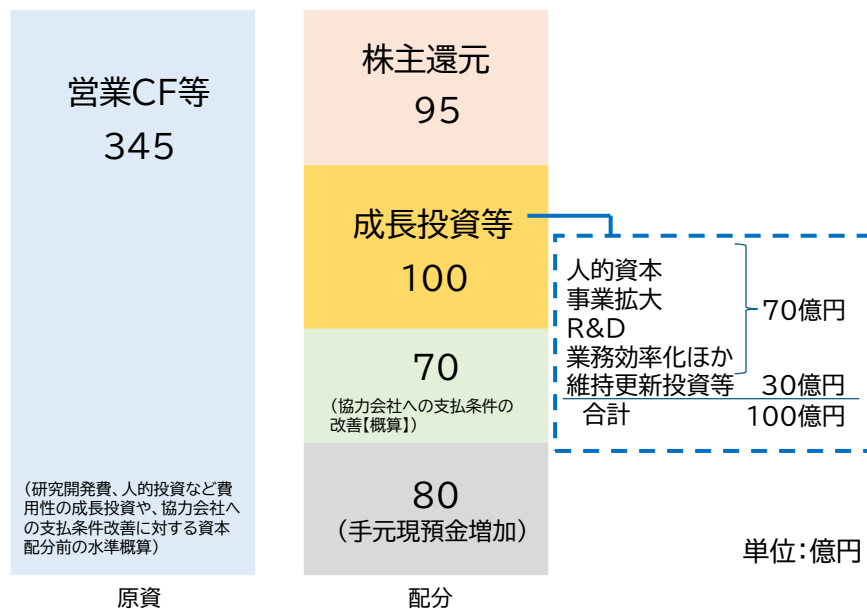 営業CF等
345
(研究開発費、人的投資など費
用性の成長投資や、協力会社へ
の支払条件改善に対する資本
配分前の水準概算)
原資
株主還元
95
成長投資等
100
70
(協力会社への支払条件の
改善【概算】)
80
(手元現預金増加)
配分
人的資本
事業拡大
R&D
業務効率化ほか
70億円
維持更新投資等 30億円
合計 100億円
単位:億円